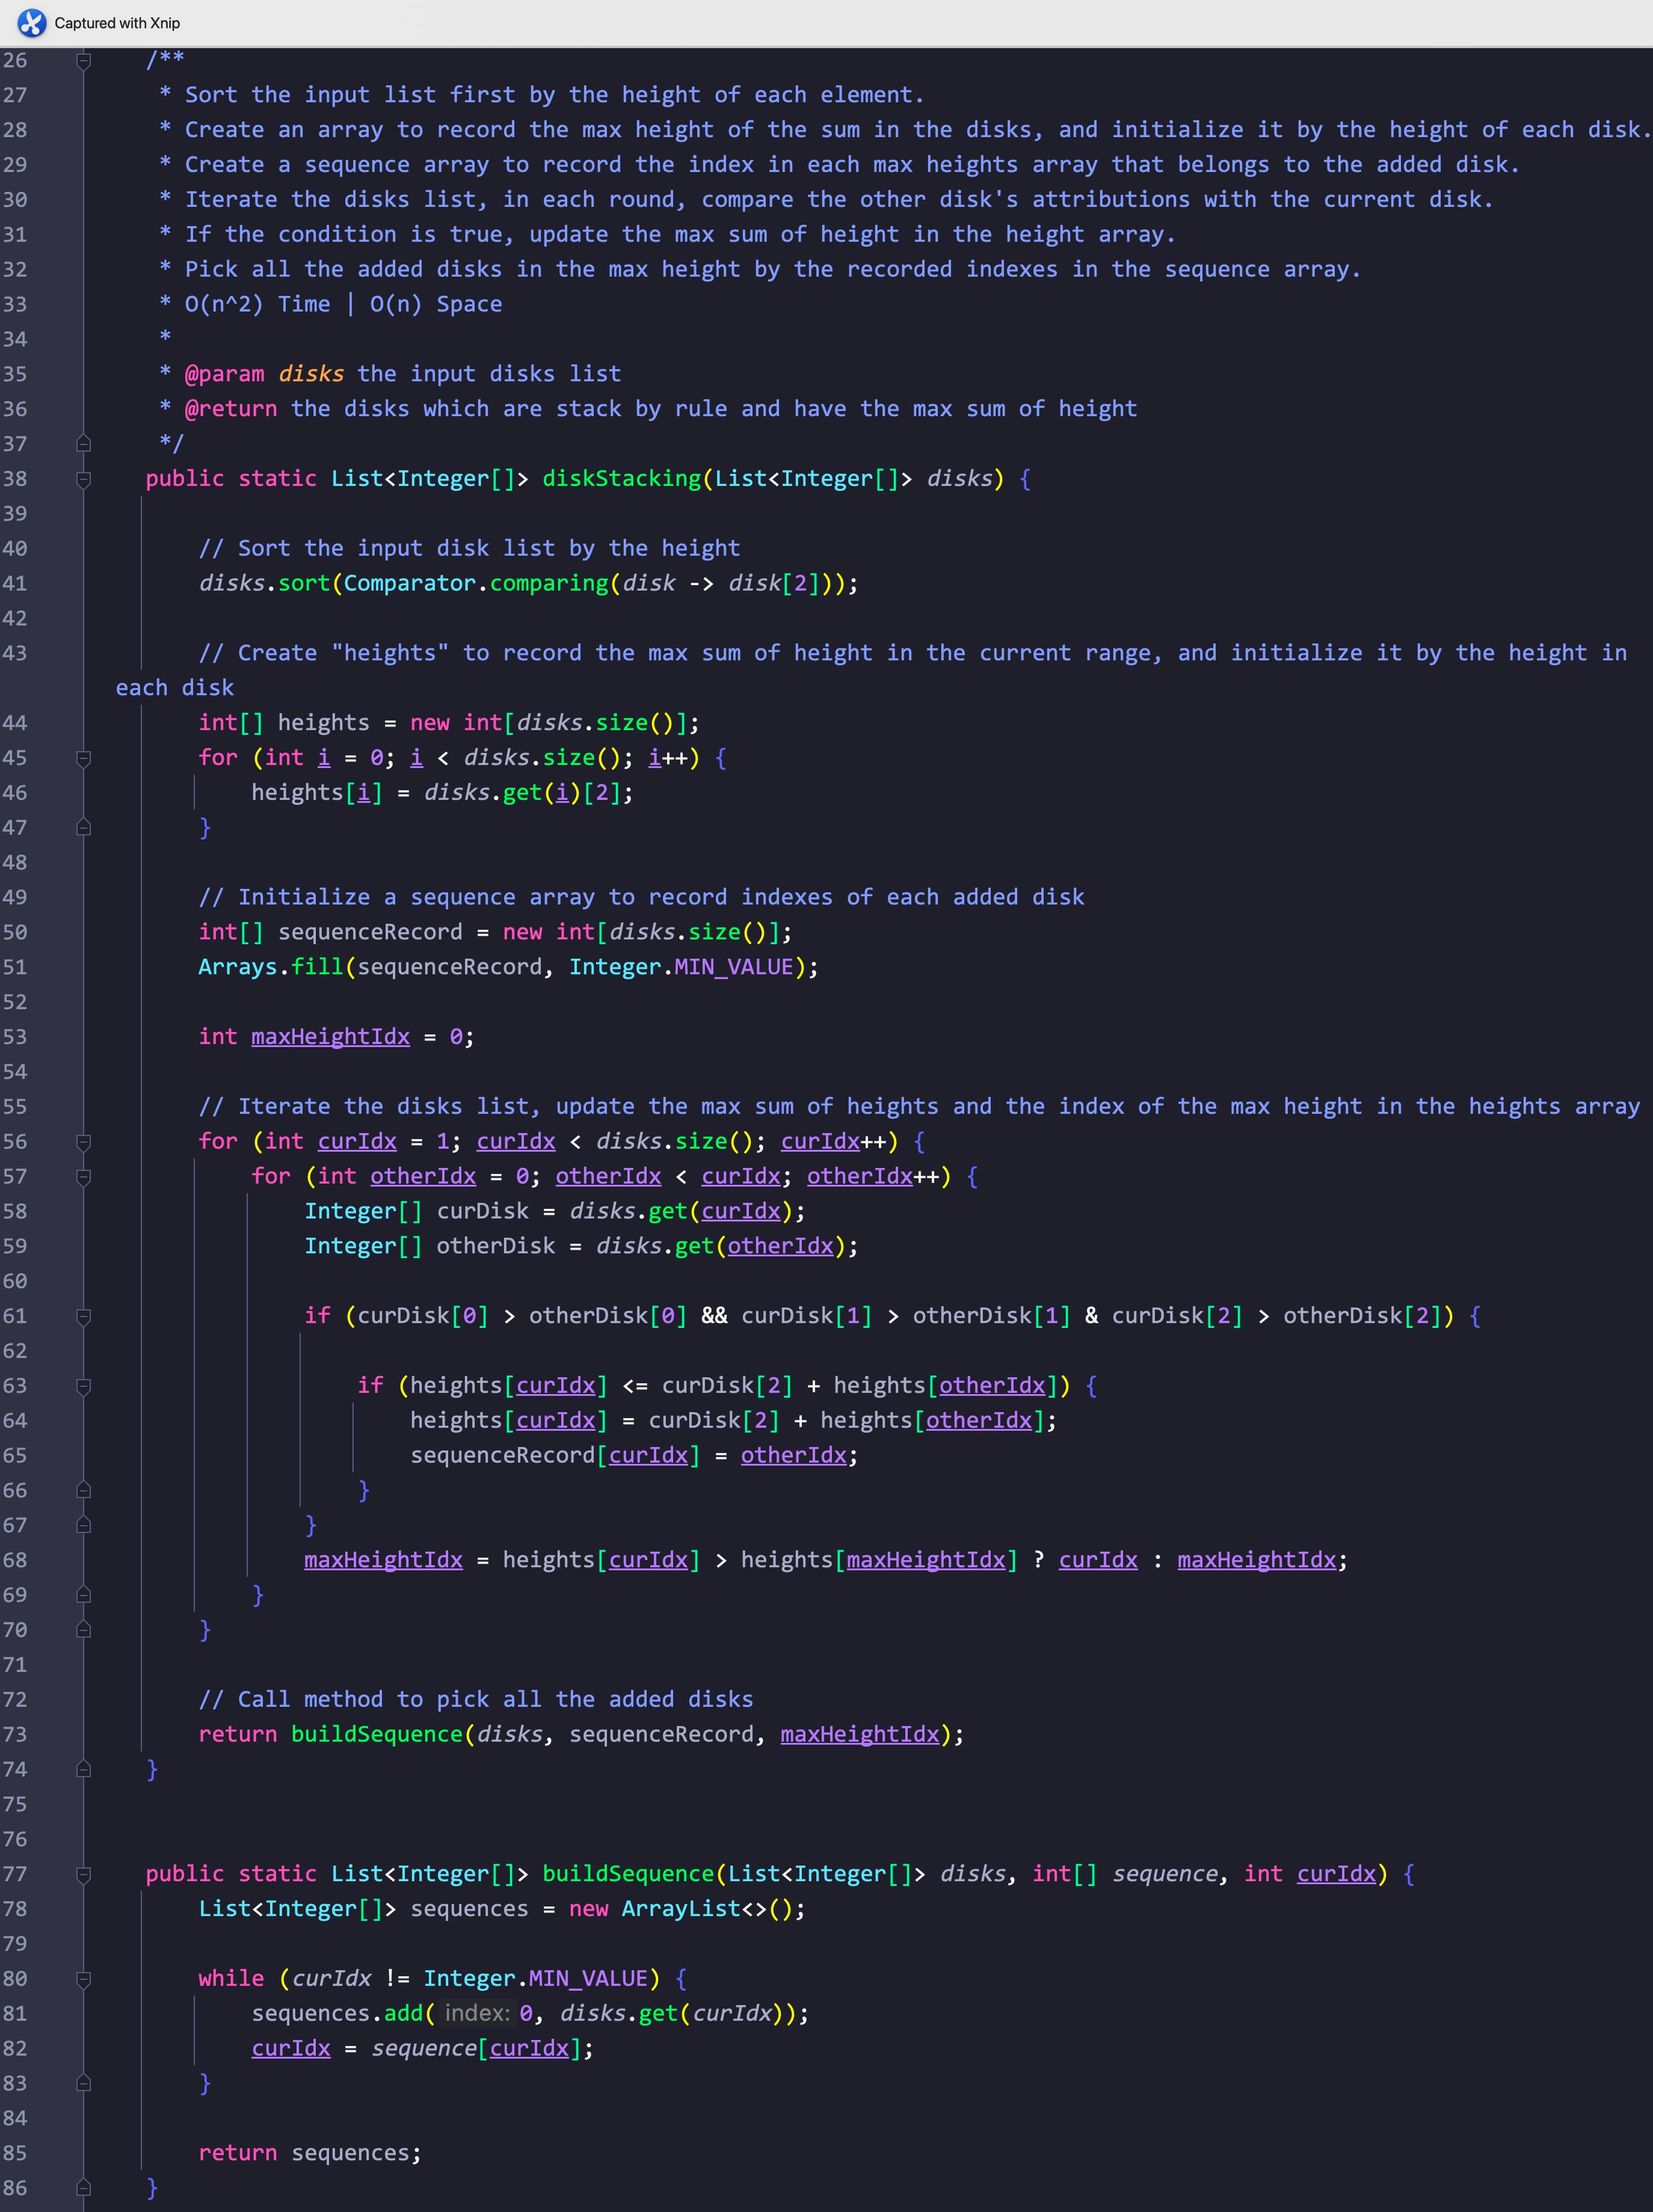 Captured with Xnip
26 /**
27 * Sort the input list first by the height of each element.
28 * Create an array to record the max height of the sum in the disks, and initialize it by the height of each disk.
29 * Create a sequence array to record the index in each max heights array that belongs to the added disk.
30 * Iterate the disks list, in each round, compare the other disk's attributions with the current disk.
31 * If the condition is true, update the max sum of height in the height array.
32 * Pick all the added disks in the max height by the recorded indexes in the sequence array.
33 * O(n^2) Time | O(n) Space
34 *
35 * @param disks the input disks list
36 * @return the disks which are stack by rule and have the max sum of height
37 */
38 public static List<Integer[]> diskStacking(List<Integer[]> disks) {
39
40 // Sort the input disk list by the height
41 disks.sort(Comparator.comparing(disk -> disk[2]));
42
43 // Create "heights" to record the max sum of height in the current range, and initialize it by the height in
each disk
44 int[] heights = new int[disks.size()];
45 for (int i = 0; i < disks.size(); i++) {
46 heights[i] = disks.get(i)[2];
47 }
48
49 // Initialize a sequence array to record indexes of each added disk
50 int[] sequenceRecord = new int[disks.size()];
51 Arrays.fill(sequenceRecord, Integer.MIN_VALUE);
52
53 int maxHeightIdx = 0;
54
55 // Iterate the disks list, update the max sum of heights and the index of the max height in the heights array
56 for (int curIdx = 1; curIdx < disks.size(); curIdx++) {
57 for (int otherIdx = 0; otherIdx < curIdx; otherIdx++) {
58 Integer[] curDisk = disks.get(curIdx);
59 Integer[] otherDisk = disks.get(otherIdx);
60
61 if (curDisk[0] > otherDisk[0] && curDisk[1] > otherDisk[1] & curDisk[2] > otherDisk[2]) {
62
63 if (heights[curIdx] <= curDisk[2] + heights[otherIdx]) {
64 heights[curIdx] = curDisk[2] + heights[otherIdx];
65 sequenceRecord[curIdx] = otherIdx;
66 }
67 }
68 maxHeightIdx = heights[curIdx] > heights[maxHeightIdx] ? curIdx : maxHeightIdx;
69 }
70 }
71
72 // Call method to pick all the added disks
73 return buildSequence(disks, sequenceRecord, maxHeightIdx);
74 }
75
76
77 public static List<Integer[]> buildSequence(List<Integer[]> disks, int[] sequence, int curIdx) {
78 List<Integer[]> sequences = new ArrayList<>();
79
80 while (curIdx != Integer.MIN_VALUE) {
81 sequences.add( index: 0, disks.get(curIdx));
82 curIdx = sequence[curIdx];
83 }
84
85 return sequences;
86 }